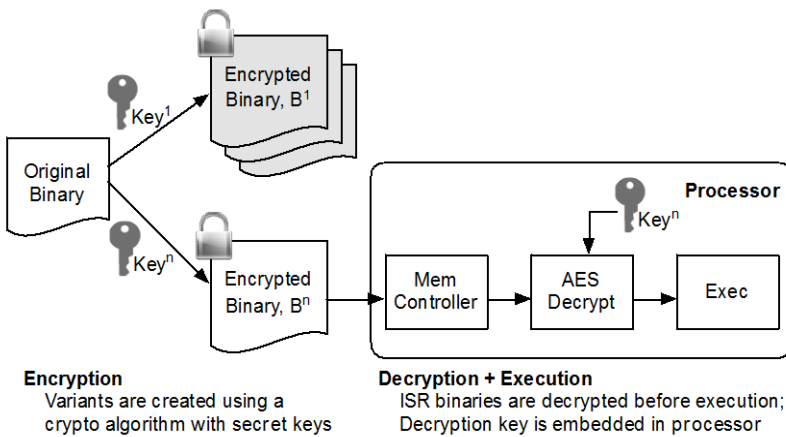 Encrypted
Binary, B¹
Key¹
Original
Binary
Processor
Keyⁿ
Keyⁿ
Encrypted
Binary, Bⁿ
Mem
Controller
AES
Decrypt
Exec
Encryption
Variants are created using a
crypto algorithm with secret keys
Decryption + Execution
ISR binaries are decrypted before execution;
Decryption key is embedded in processor